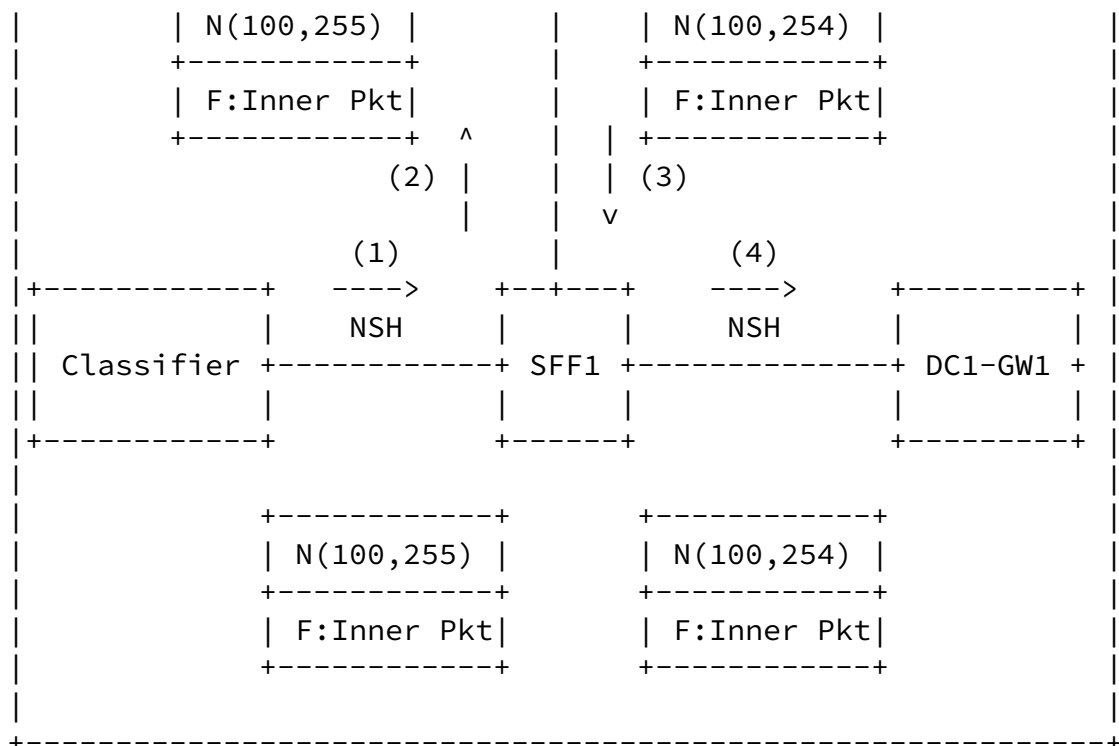 N(100,255) N(100,254)
F:Inner Pkt F:Inner Pkt
(2) (3)
(1) (4)
NSH NSH
Classifier SFF1 DC1-GW1
N(100,255) N(100,254)
F:Inner Pkt F:Inner Pkt